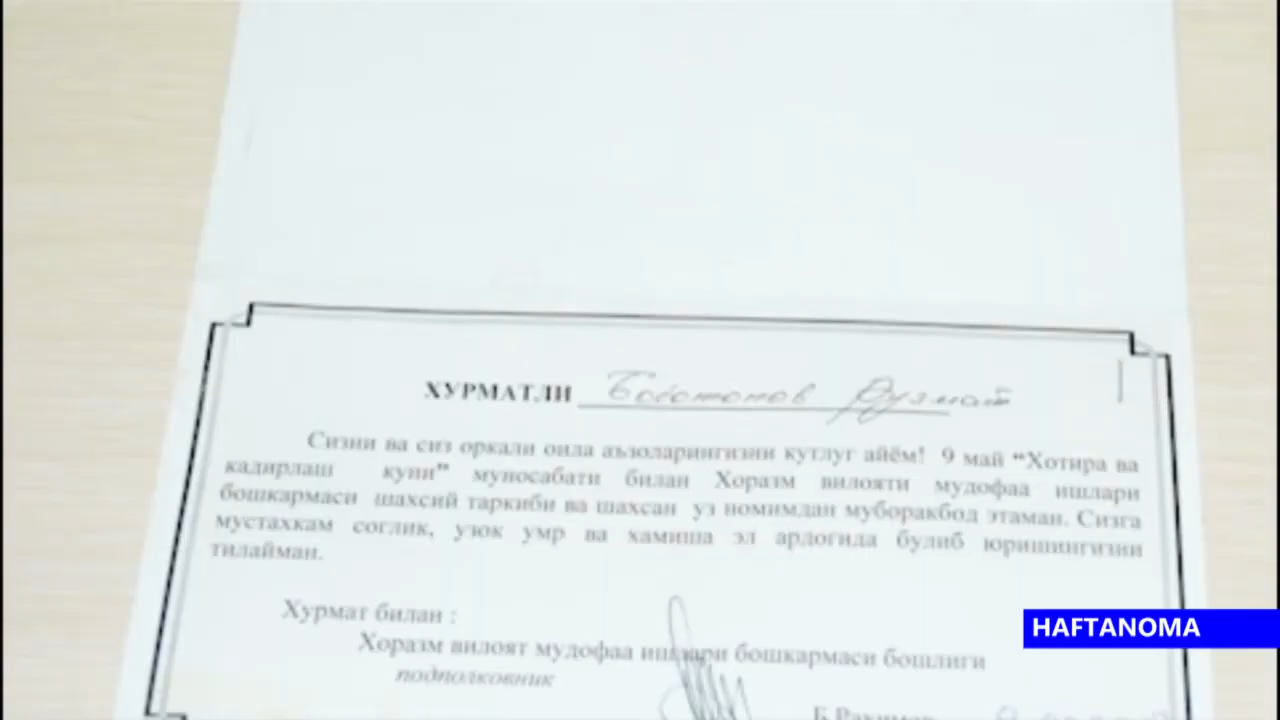 ХУРМАТЛИ Рузмат
Сизни ва сиз оркали оила аъзоларингизни кутлуг айём! 9 май “Хотира ва
кадирлаш куни” муносабати билан Хоразм вилояти мудофаа ишлари
бошкармаси шахсий таркиби ва шахсан уз номимдан муборакбод этаман. Сизга
мустахкам соглик, узок умр ва хамиша эл ардогида булиб юришингизни
тилайман.
Хурмат билан :
Хоразм вилоят мудофаа ишлари бошкармаси бошлиги
подполковник
Б.Рахимов
HAFTANOMA